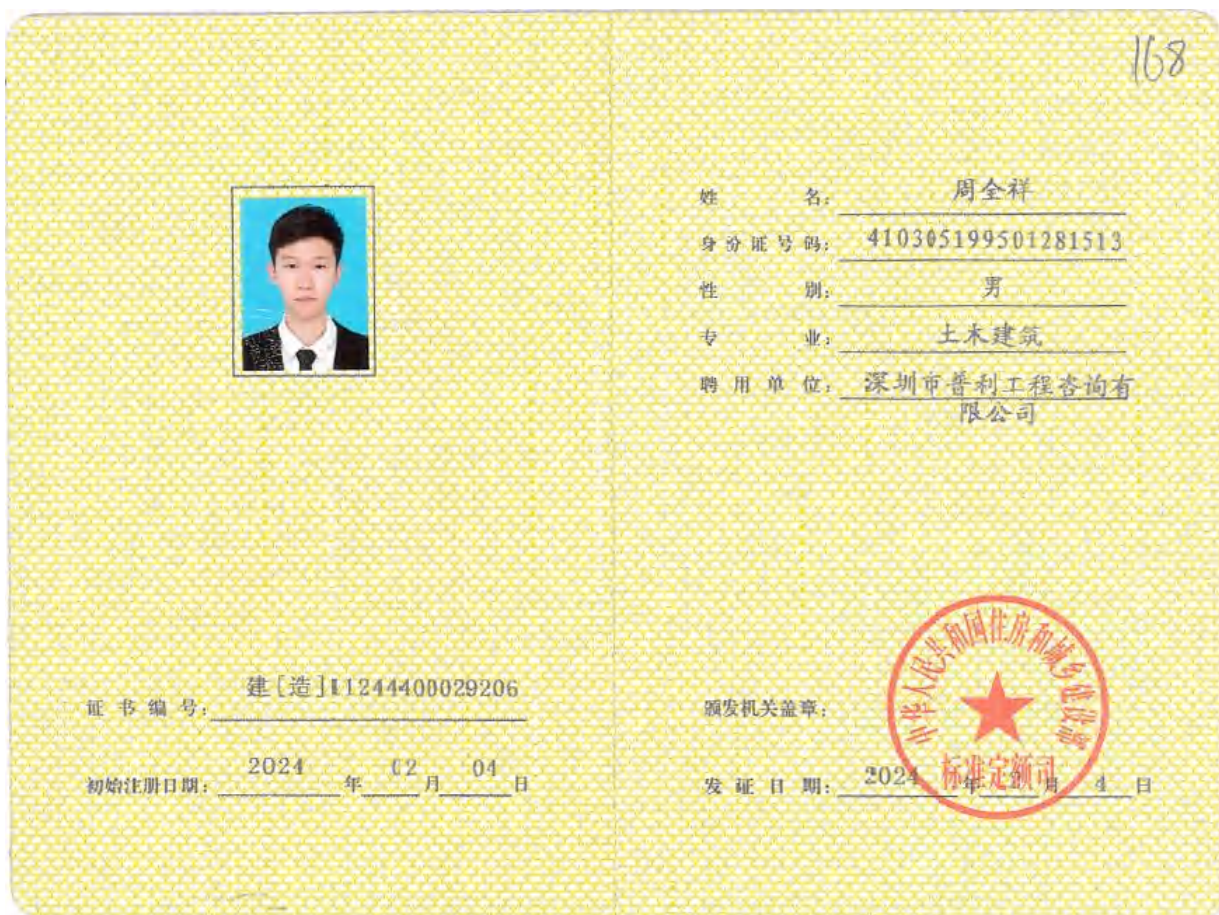 168
姓名：周全祥
身份证号码：410305199501281513
性别：男
专业：土木建筑
聘用单位：深圳市普利工程咨询有
限公司
证书编号：建[造]11244400029206
初始注册日期：2024年02月04日
颁发机关盖章：
中华人民共和国住房和城乡建设部
标准定额司
发证日期：2024年2月4日